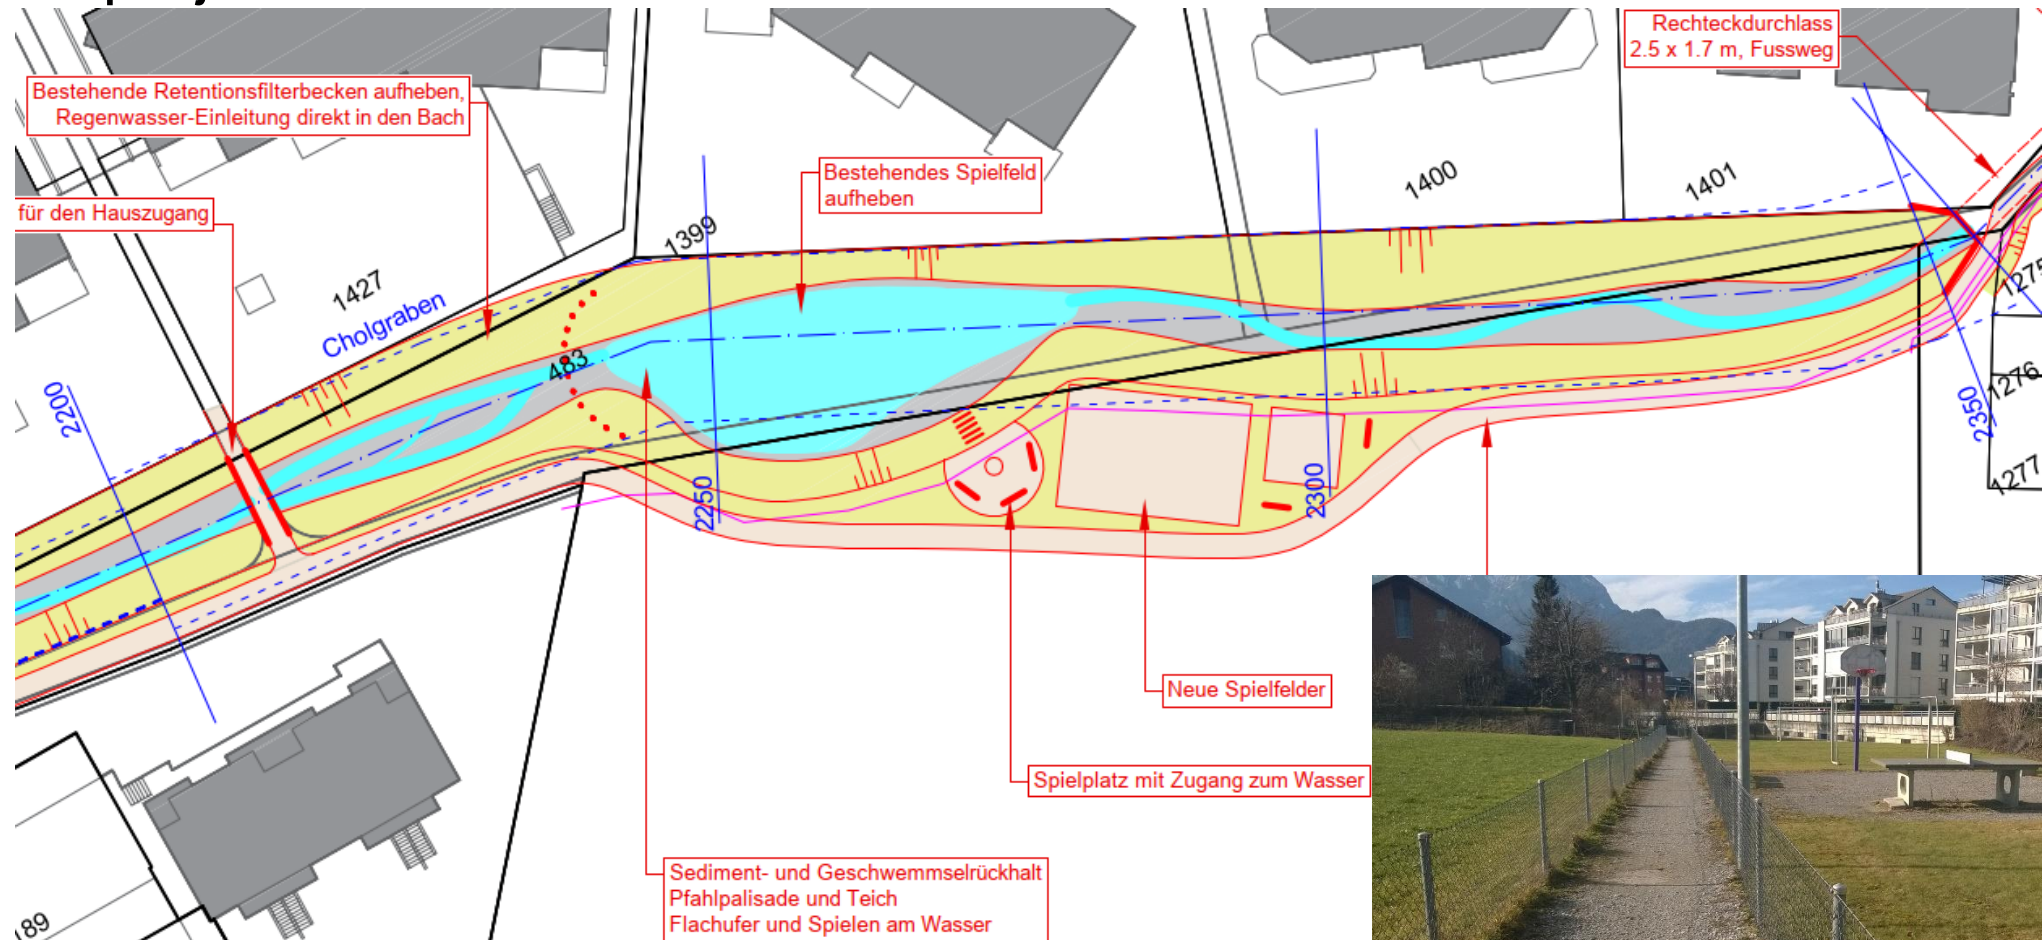 Bestehende Retentionsfilterbecken aufheben,
Regenwasser-Einleitung direkt in den Bach
Rechteckdurchlass
2.5 x 1.7 m, Fussweg
Bestehendes Spielfeld
aufheben
für den Hauszugang
1399
1400
1401
1427
Cholgraben
483
1275
1276
1277
2200
2250
2300
2350
Neue Spielfelder
Spielplatz mit Zugang zum Wasser
Sediment- und Geschwemmselrückhalt
Pfahlpalisade und Teich
Flachufer und Spielen am Wasser
189